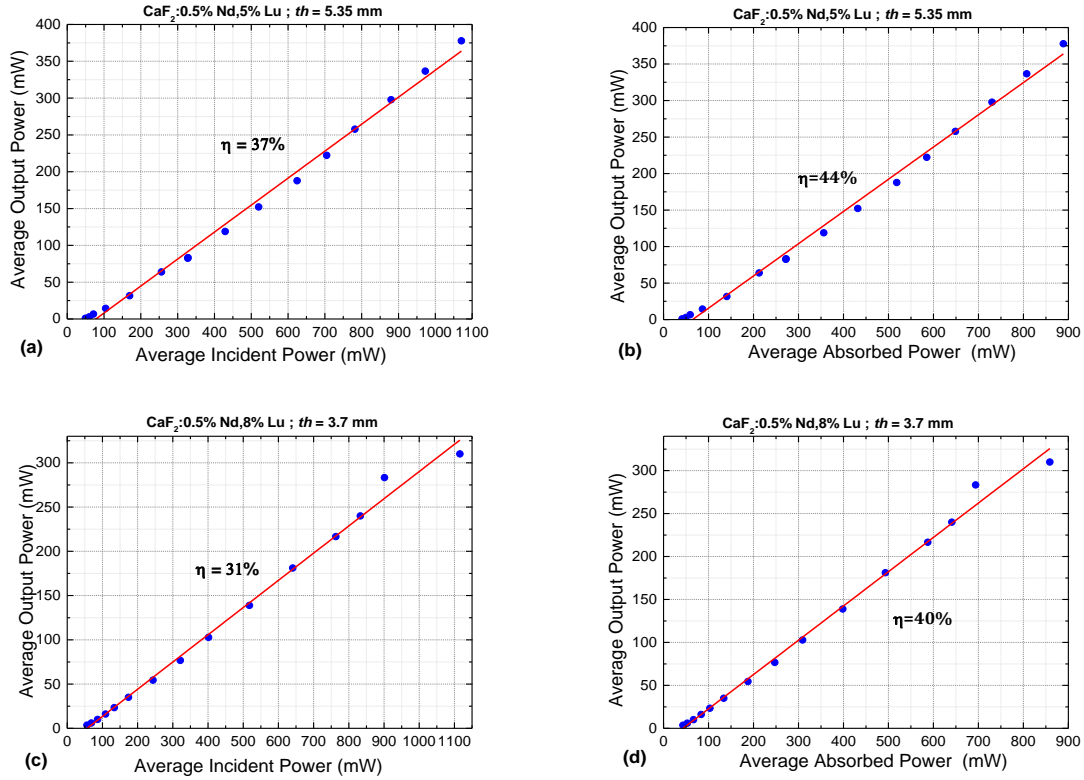 CaF₂:0.5% Nd,5% Lu ; th = 5.35 mm
400
350
300
250
200
150
100
50
0
Average Output Power (mW)
η = 37%
0 100 200 300 400 500 600 700 800 900 1000 1100
(a)
Average Incident Power (mW)
CaF₂:0.5% Nd,5% Lu ; th = 5.35 mm
400
350
300
250
200
150
100
50
0
Average Output Power (mW)
η=44%
0 100 200 300 400 500 600 700 800 900
(b)
Average Absorbed Power (mW)
CaF₂:0.5% Nd,8% Lu ; th = 3.7 mm
300
250
200
150
100
50
0
Average Output Power (mW)
η = 31%
0 100 200 300 400 500 600 700 800 900 1000 1100
(c)
Average Incident Power (mW)
CaF₂:0.5% Nd,8% Lu ; th = 3.7 mm
300
250
200
150
100
50
0
Average Output Power (mW)
η=40%
0 100 200 300 400 500 600 700 800 900
(d)
Average Absorbed Power (mW)